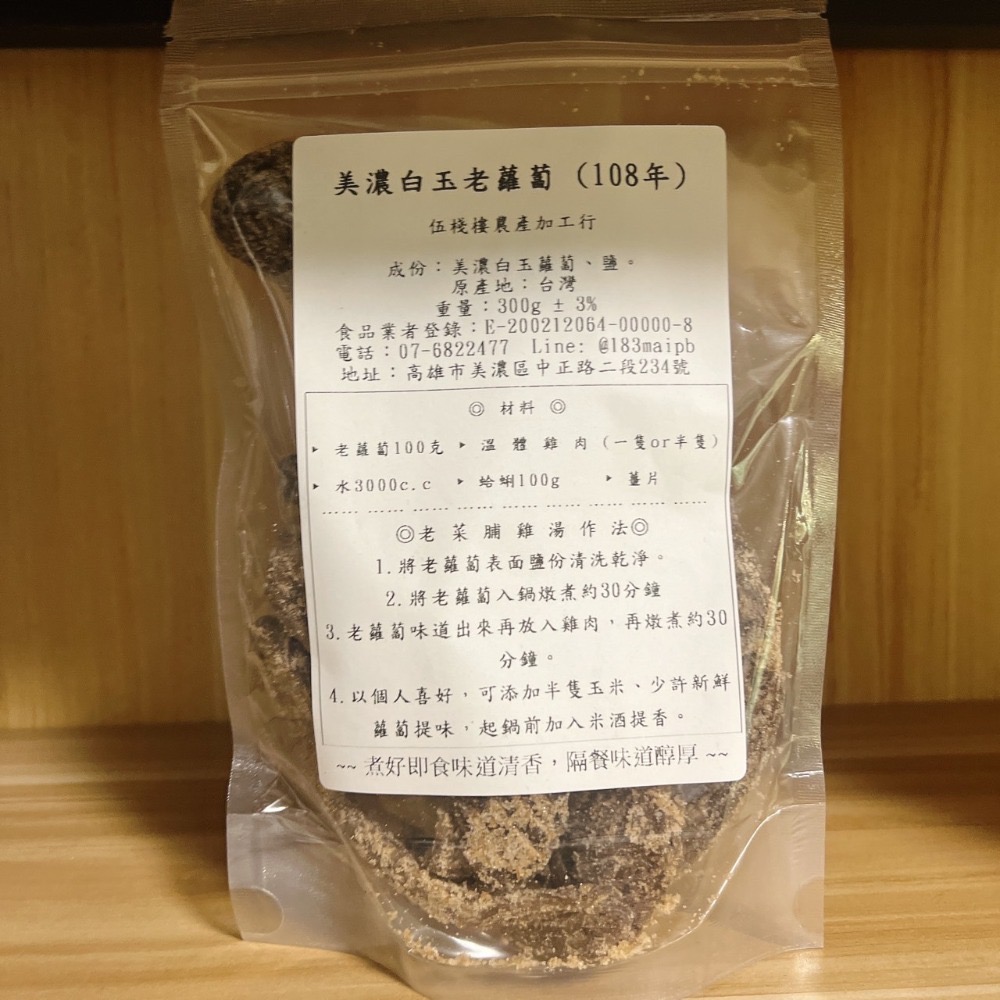 美濃白玉老蘿蔔 (108年)
伍棧樓農產加工行
成份：美濃白玉蘿蔔、鹽。
原產地：台灣
重量：300g ± 3%
食品業者登錄：E-200212064-00000-8
電話：07-6822477 Line: @183maipb
地址：高雄市美濃區中正路二段234號
◎ 材料 ◎
▸ 老蘿蔔100克 ▸ 溫體雞肉 (一隻or半隻)
▸ 水3000c.c ▸ 蛤蜊100g ▸ 薑片
◎老菜脯雞湯作法◎
1.將老蘿蔔表面鹽份清洗乾淨。
2.將老蘿蔔入鍋燉煮約30分鐘
3.老蘿蔔味道出來再放入雞肉，再燉煮約30
分鐘。
4.以個人喜好，可添加半隻玉米、少許新鮮
蘿蔔提味，起鍋前加入米酒提香。
~~ 煮好即食味道清香，隔餐味道醇厚 ~~